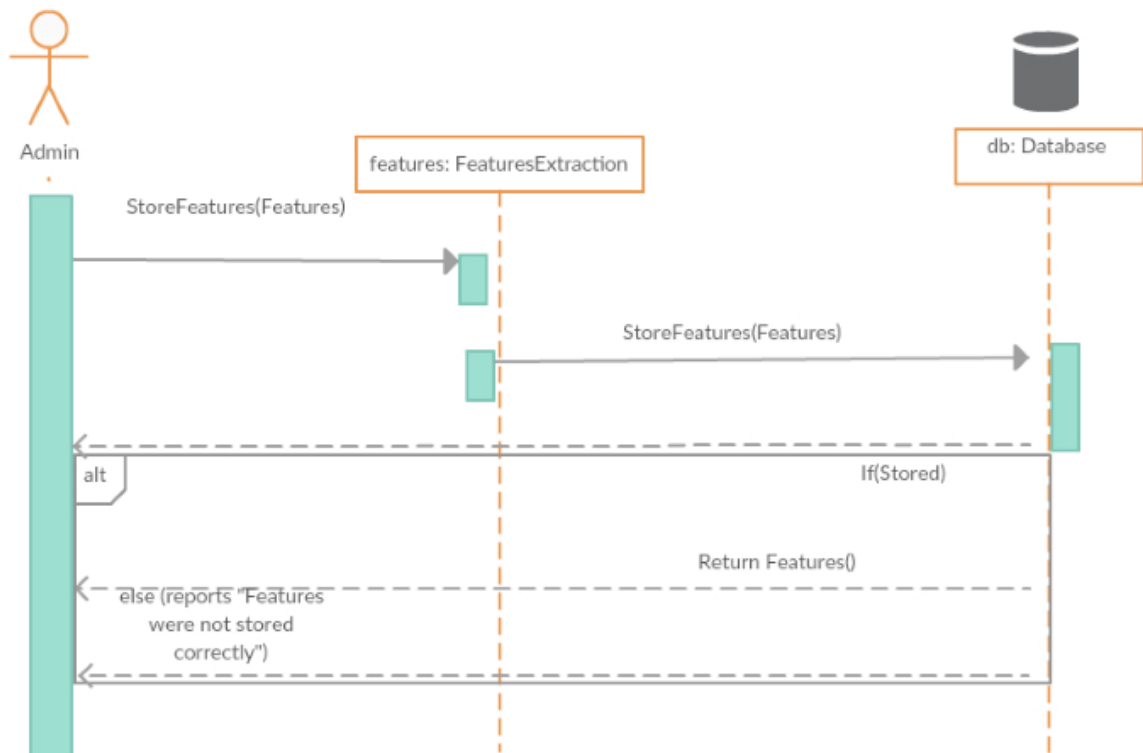 Admin
features: FeaturesExtraction
db: Database
StoreFeatures(Features)
StoreFeatures(Features)
alt
If(Stored)
Return Features()
else (reports "Features
were not stored
correctly")